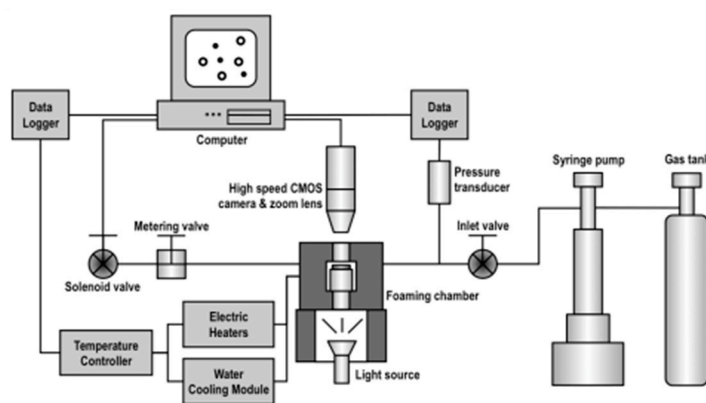 Data
Logger
Computer
Data
Logger
High speed CMOS
camera & zoom lens
Pressure
transducer
Syringe pump
Gas tank
Metering valve
Inlet valve
Solenoid valve
Foaming chamber
Electric
Heaters
Temperature
Controller
Water
Cooling Module
Light source